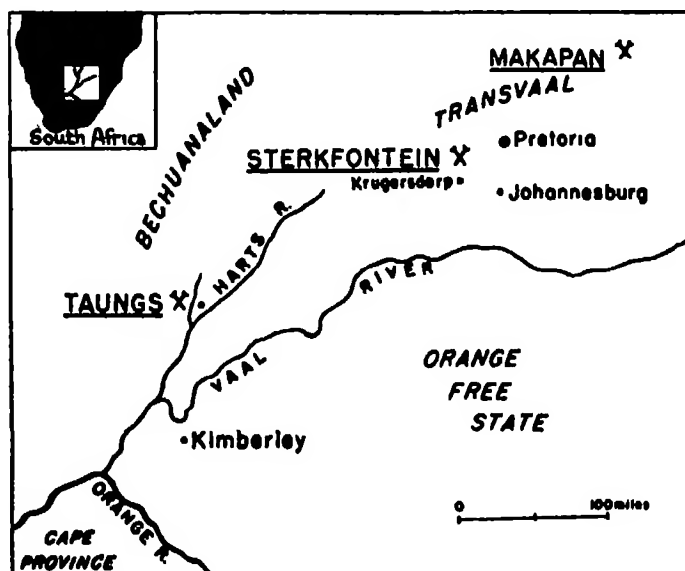 South Africa
MAKAPAN
TRANSVAAL
BECHUANALAND
Pretoria
STERKFONTEIN
Krugersdorp
Johannesburg
HARTS R.
TAUNGS
VAAL RIVER
ORANGE
FREE
STATE
Kimberley
0 100 miles
ORANGE R.
CAPE
PROVINCE